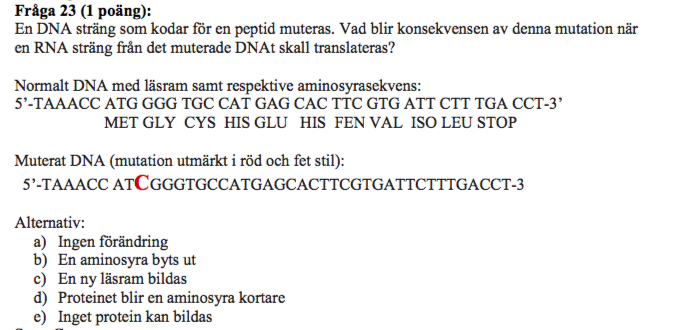 Fråga 23 (1 poäng):
En DNA sträng som kodar för en peptid muteras. Vad blir konsekvensen av denna mutation när
en RNA sträng från det muterade DNAt skall translateras?
Normalt DNA med läsram samt respektive aminosyrasekvens:
5’-TAAACC ATG GGG TGC CAT GAG CAC TTC GTG ATT CTT TGA CCT-3’
MET GLY CYS HIS GLU HIS FEN VAL ISO LEU STOP
Muterat DNA (mutation utmärkt i röd och fet stil):
5’-TAAACC ATCGGGTGCCATGAGCACTTCGTGATTCTTTGACCT-3
Alternativ:
a) Ingen förändring
b) En aminosyra byts ut
c) En ny läsram bildas
d) Proteinet blir en aminosyra kortare
e) Inget protein kan bildas